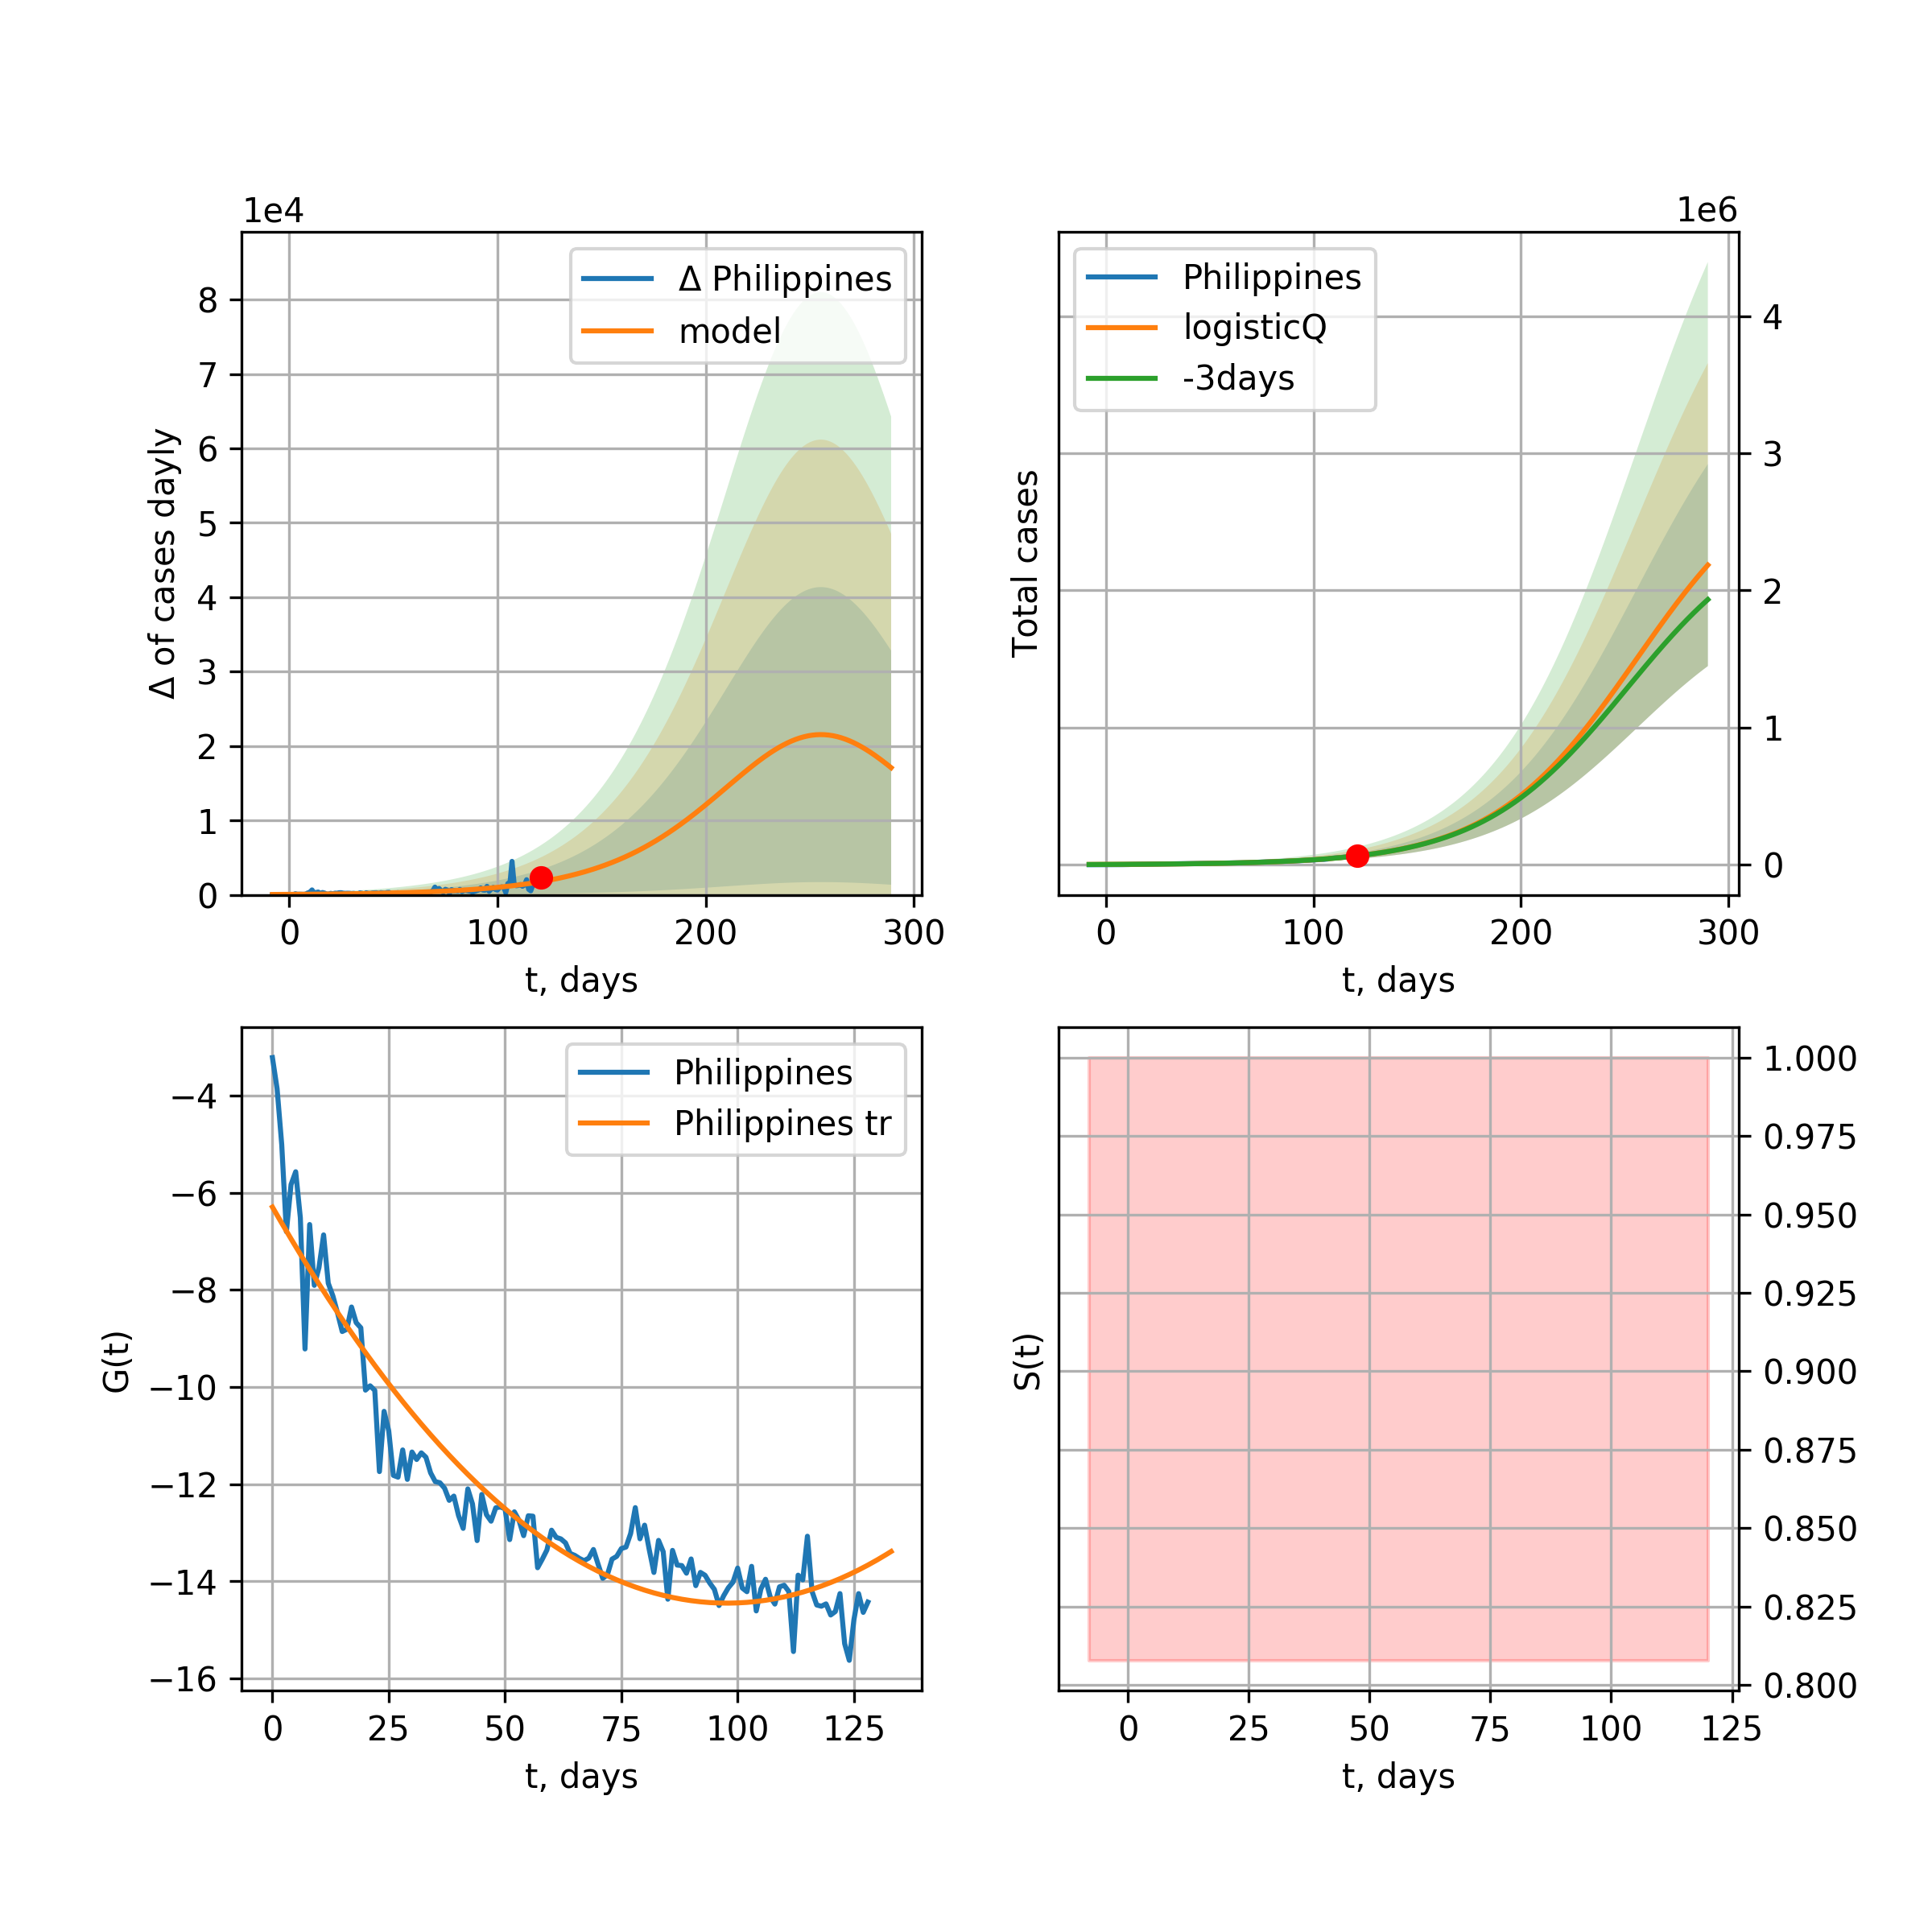 1e4
Δ of cases dayly
8
7
6
5
4
3
2
1
0
Δ Philippines
model
0 100 200 300
t, days
1e6
Total cases
Philippines
logisticQ
-3days
4
3
2
1
0
0 100 200 300
t, days
G(t)
−4
−6
−8
−10
−12
−14
−16
Philippines
Philippines tr
0 25 50 75 100 125
t, days
S(t)
1.000
0.975
0.950
0.925
0.900
0.875
0.850
0.825
0.800
0 25 50 75 100 125
t, days